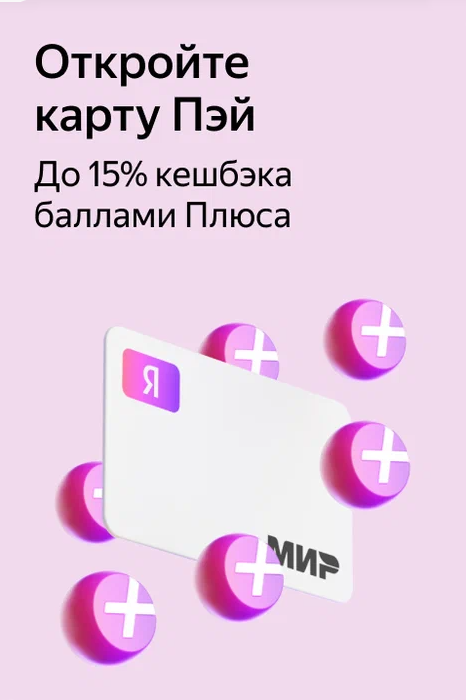 Откройте
карту Пэй
До 15% кешбэка
баллами Плюса
Я
МИР